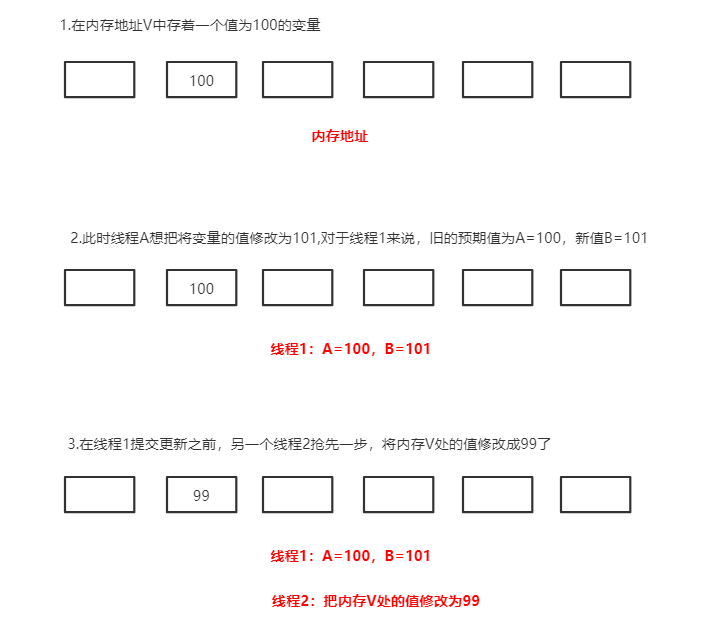 1.在内存地址V中存着一个值为100的变量
100
内存地址
2.此时线程A想把将变量的值修改为101,对于线程1来说，旧的预期值为A=100，新值B=101
100
线程1：A=100，B=101
3.在线程1提交更新之前，另一个线程2抢先一步，将内存V处的值修改成99了
99
线程1：A=100，B=101
线程2：把内存V处的值修改为99